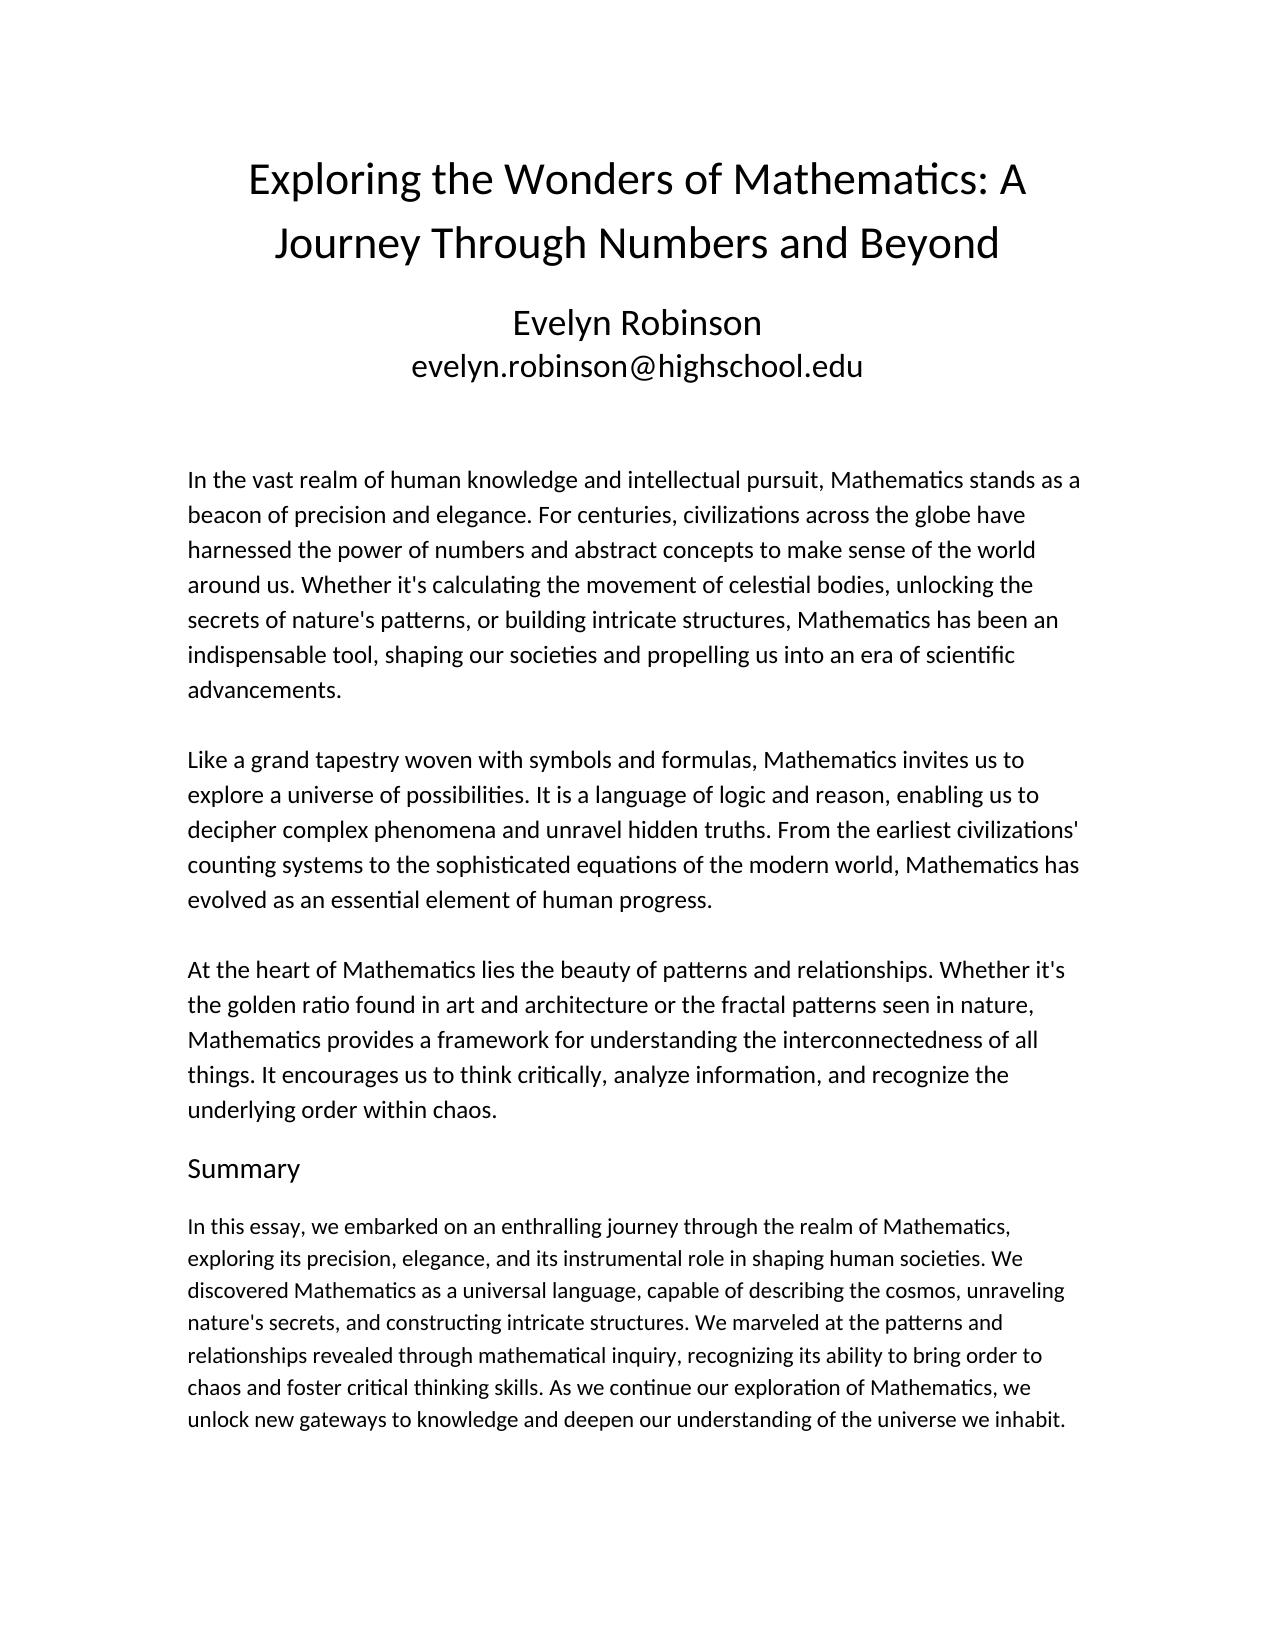 Exploring the Wonders of Mathematics: A
Journey Through Numbers and Beyond
Evelyn Robinson
evelyn.robinson@highschool.edu
In the vast realm of human knowledge and intellectual pursuit, Mathematics stands as a
beacon of precision and elegance. For centuries, civilizations across the globe have
harnessed the power of numbers and abstract concepts to make sense of the world
around us. Whether it's calculating the movement of celestial bodies, unlocking the
secrets of nature's patterns, or building intricate structures, Mathematics has been an
indispensable tool, shaping our societies and propelling us into an era of scientific
advancements.
Like a grand tapestry woven with symbols and formulas, Mathematics invites us to
explore a universe of possibilities. It is a language of logic and reason, enabling us to
decipher complex phenomena and unravel hidden truths. From the earliest civilizations'
counting systems to the sophisticated equations of the modern world, Mathematics has
evolved as an essential element of human progress.
At the heart of Mathematics lies the beauty of patterns and relationships. Whether it's
the golden ratio found in art and architecture or the fractal patterns seen in nature,
Mathematics provides a framework for understanding the interconnectedness of all
things. It encourages us to think critically, analyze information, and recognize the
underlying order within chaos.
Summary
In this essay, we embarked on an enthralling journey through the realm of Mathematics,
exploring its precision, elegance, and its instrumental role in shaping human societies. We
discovered Mathematics as a universal language, capable of describing the cosmos, unraveling
nature's secrets, and constructing intricate structures. We marveled at the patterns and
relationships revealed through mathematical inquiry, recognizing its ability to bring order to
chaos and foster critical thinking skills. As we continue our exploration of Mathematics, we
unlock new gateways to knowledge and deepen our understanding of the universe we inhabit.